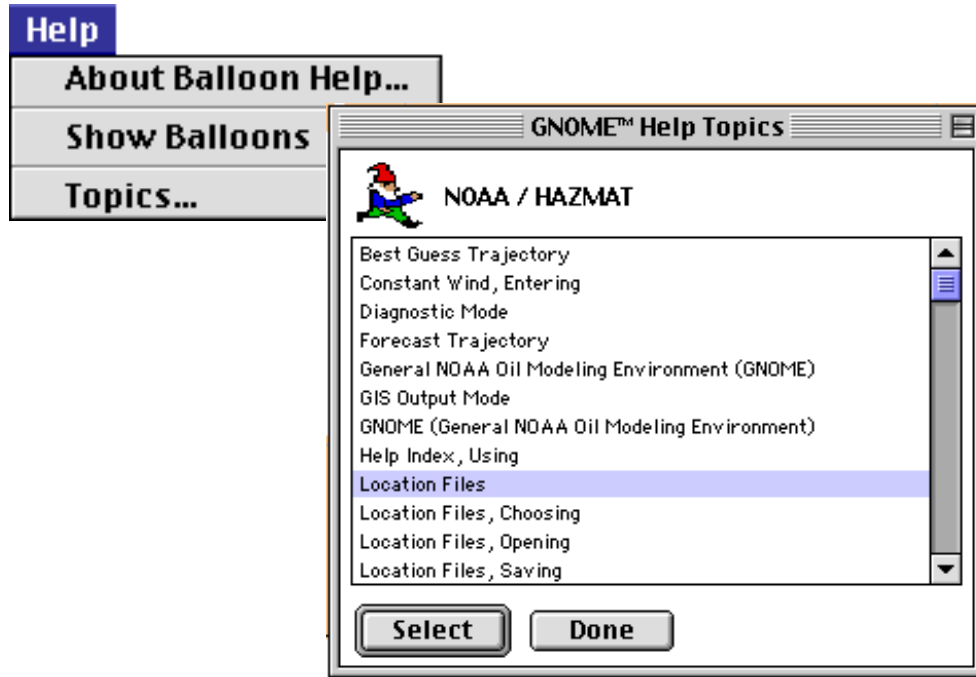 Help
About Balloon Help...
Show Balloons
Topics...
GNOME™ Help Topics
NOAA / HAZMAT
Best Guess Trajectory
Constant Wind, Entering
Diagnostic Mode
Forecast Trajectory
General NOAA Oil Modeling Environment (GNOME)
GIS Output Mode
GNOME (General NOAA Oil Modeling Environment)
Help Index, Using
Location Files
Location Files, Choosing
Location Files, Opening
Location Files, Saving
Select Done